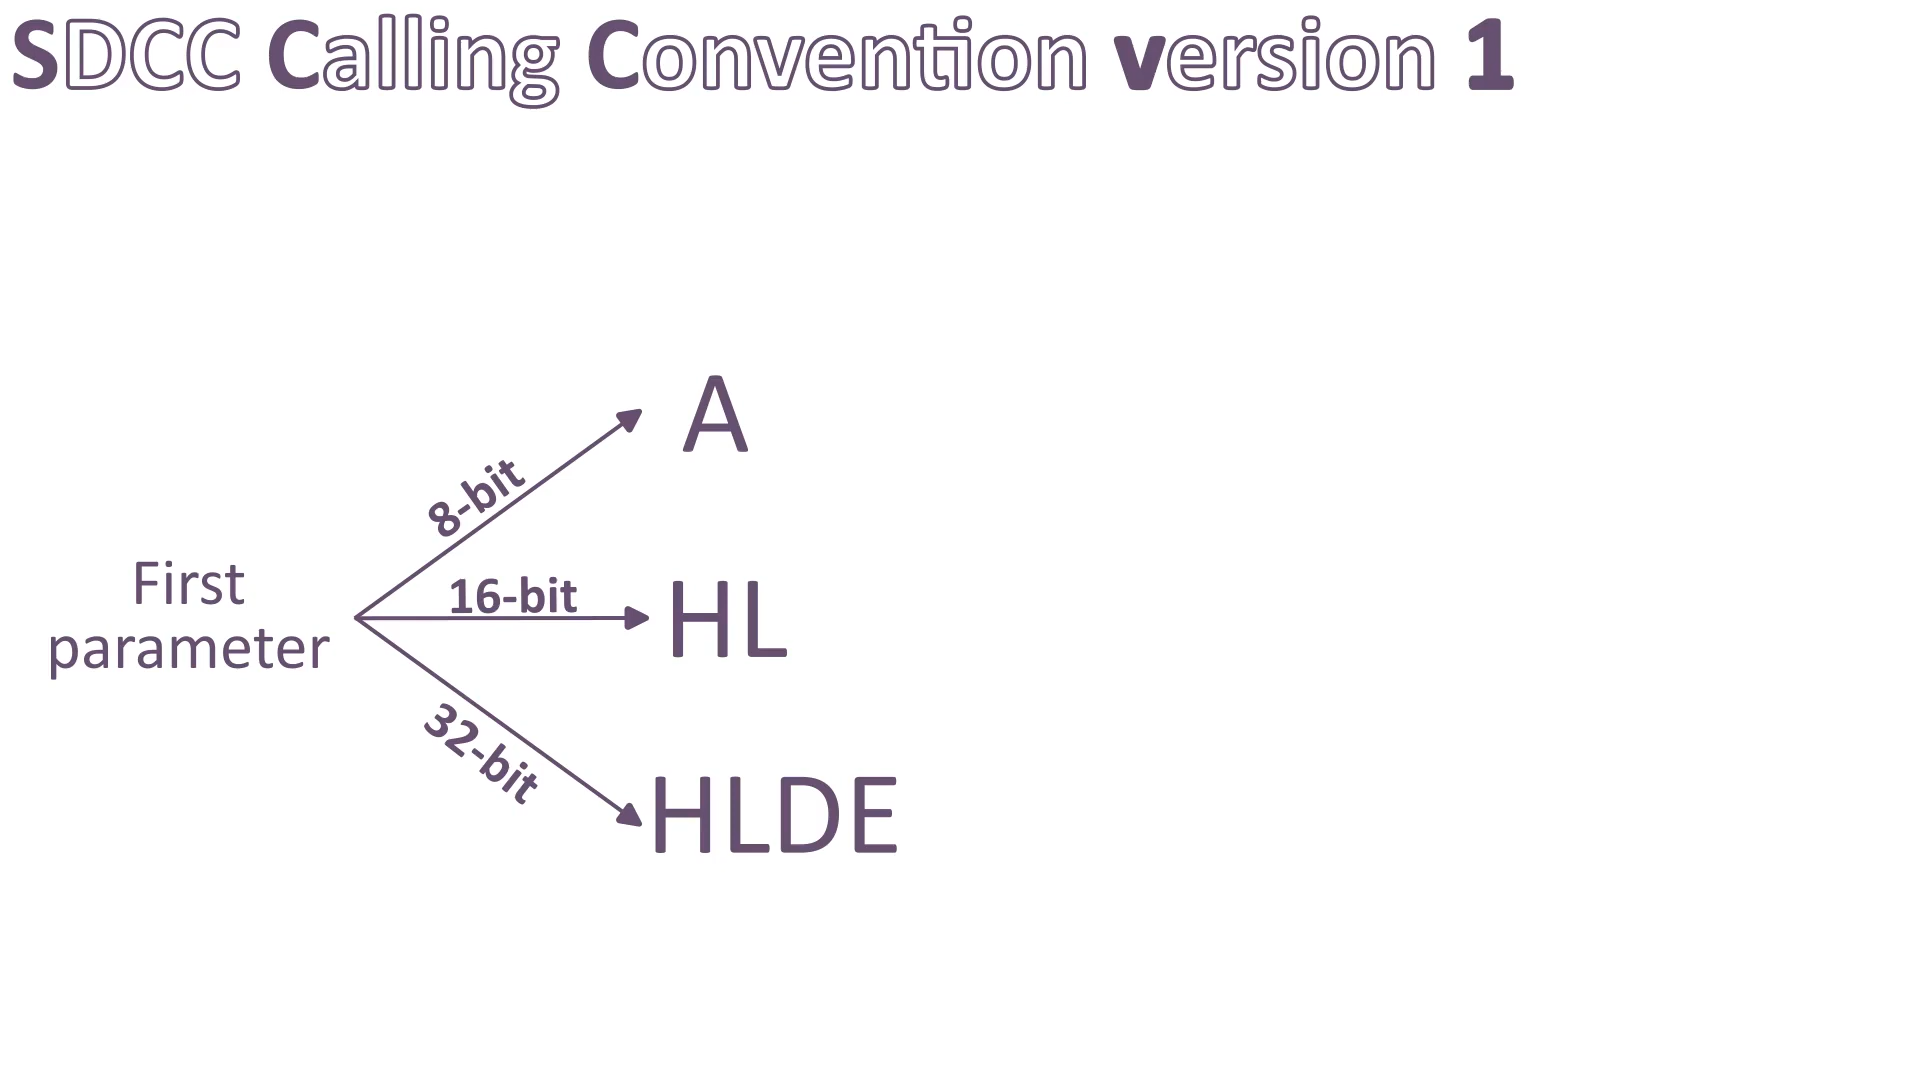 SDCC Calling Convention version 1
A
8-bit
First
parameter
16-bit
HL
32-bit
HLDE